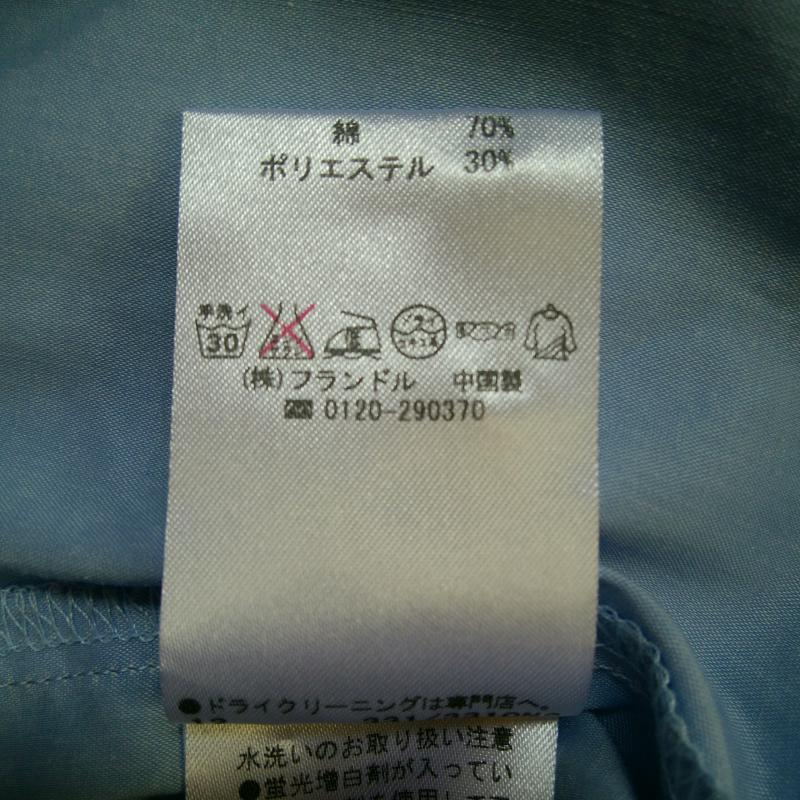 綿 70%
ポリエステル 30%
手洗イ
30
ドライ
(株)フランドル 中国製
0120-290370
●ドライクリーニングは専門店へ。
水洗いのお取り扱い注意
●蛍光増白剤が入ってい